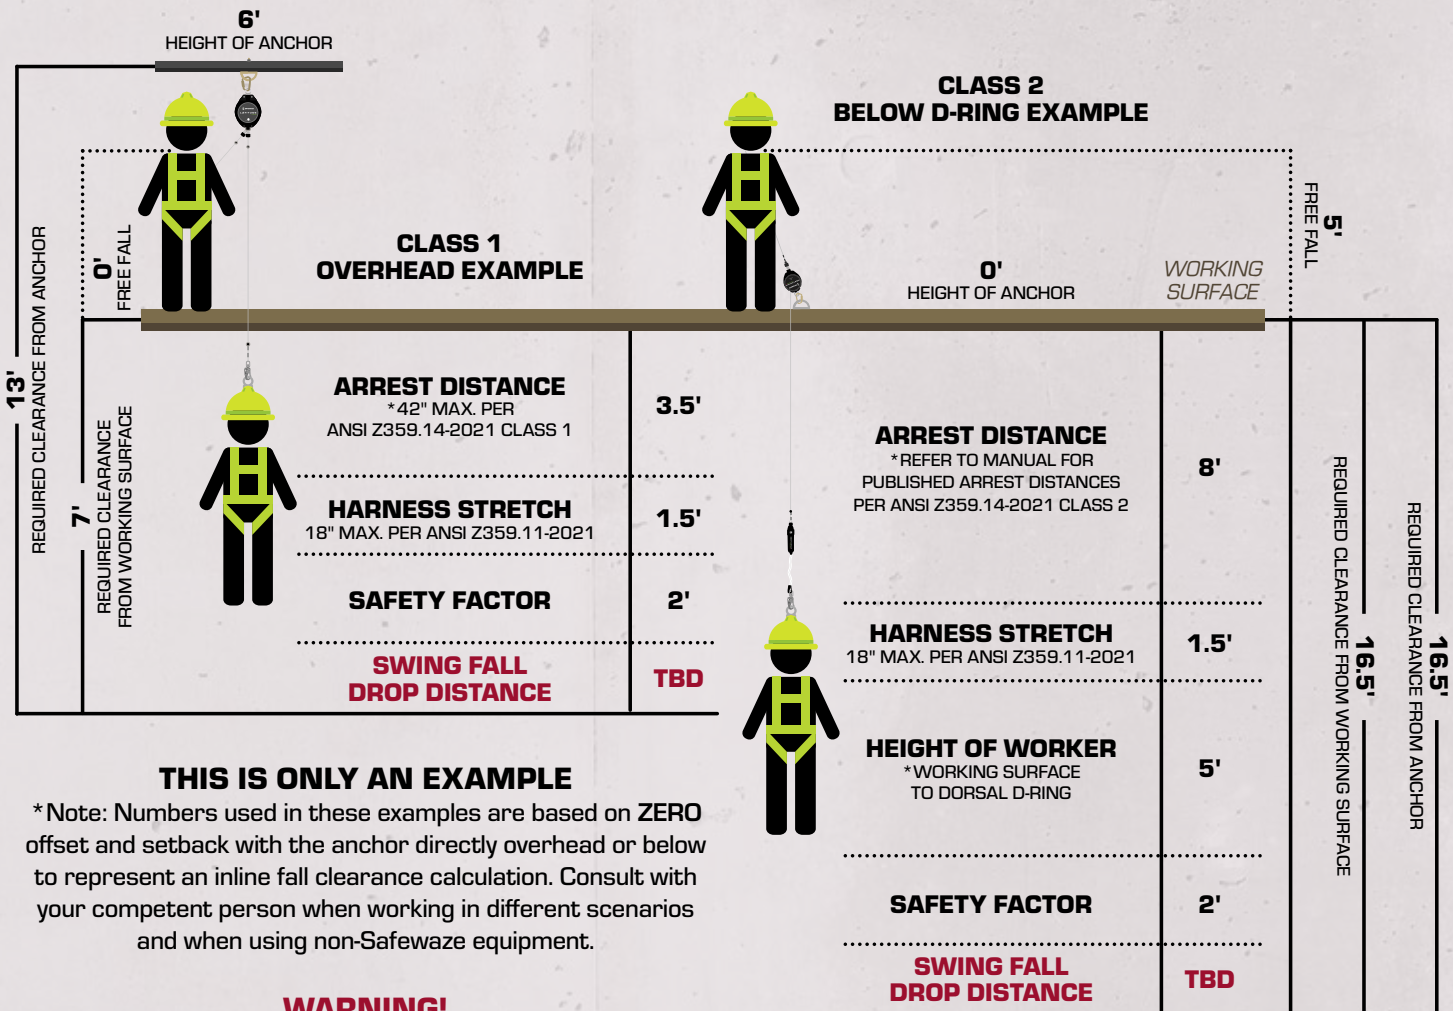 6'
HEIGHT OF ANCHOR
13'
REQUIRED CLEARANCE FROM ANCHOR
0'
FREE FALL
CLASS 1
OVERHEAD EXAMPLE
7'
REQUIRED CLEARANCE
FROM WORKING SURFACE
ARREST DISTANCE
*42" MAX. PER
ANSI Z359.14-2021 CLASS 1
3.5'
HARNESS STRETCH
18" MAX. PER ANSI Z359.11-2021
1.5'
SAFETY FACTOR
2'
SWING FALL
DROP DISTANCE
TBD
THIS IS ONLY AN EXAMPLE
*Note: Numbers used in these examples are based on ZERO
offset and setback with the anchor directly overhead or below
to represent an inline fall clearance calculation. Consult with
your competent person when working in different scenarios
and when using non-Safewaze equipment.
WARNING!
CLASS 2
BELOW D-RING EXAMPLE
5'
FREE FALL
0'
HEIGHT OF ANCHOR
WORKING
SURFACE
ARREST DISTANCE
*REFER TO MANUAL FOR
PUBLISHED ARREST DISTANCES
PER ANSI Z359.14-2021 CLASS 2
8'
HARNESS STRETCH
18" MAX. PER ANSI Z359.11-2021
1.5'
HEIGHT OF WORKER
*WORKING SURFACE
TO DORSAL D-RING
5'
SAFETY FACTOR
2'
SWING FALL
DROP DISTANCE
TBD
16.5'
REQUIRED CLEARANCE FROM WORKING SURFACE
16.5'
REQUIRED CLEARANCE FROM ANCHOR